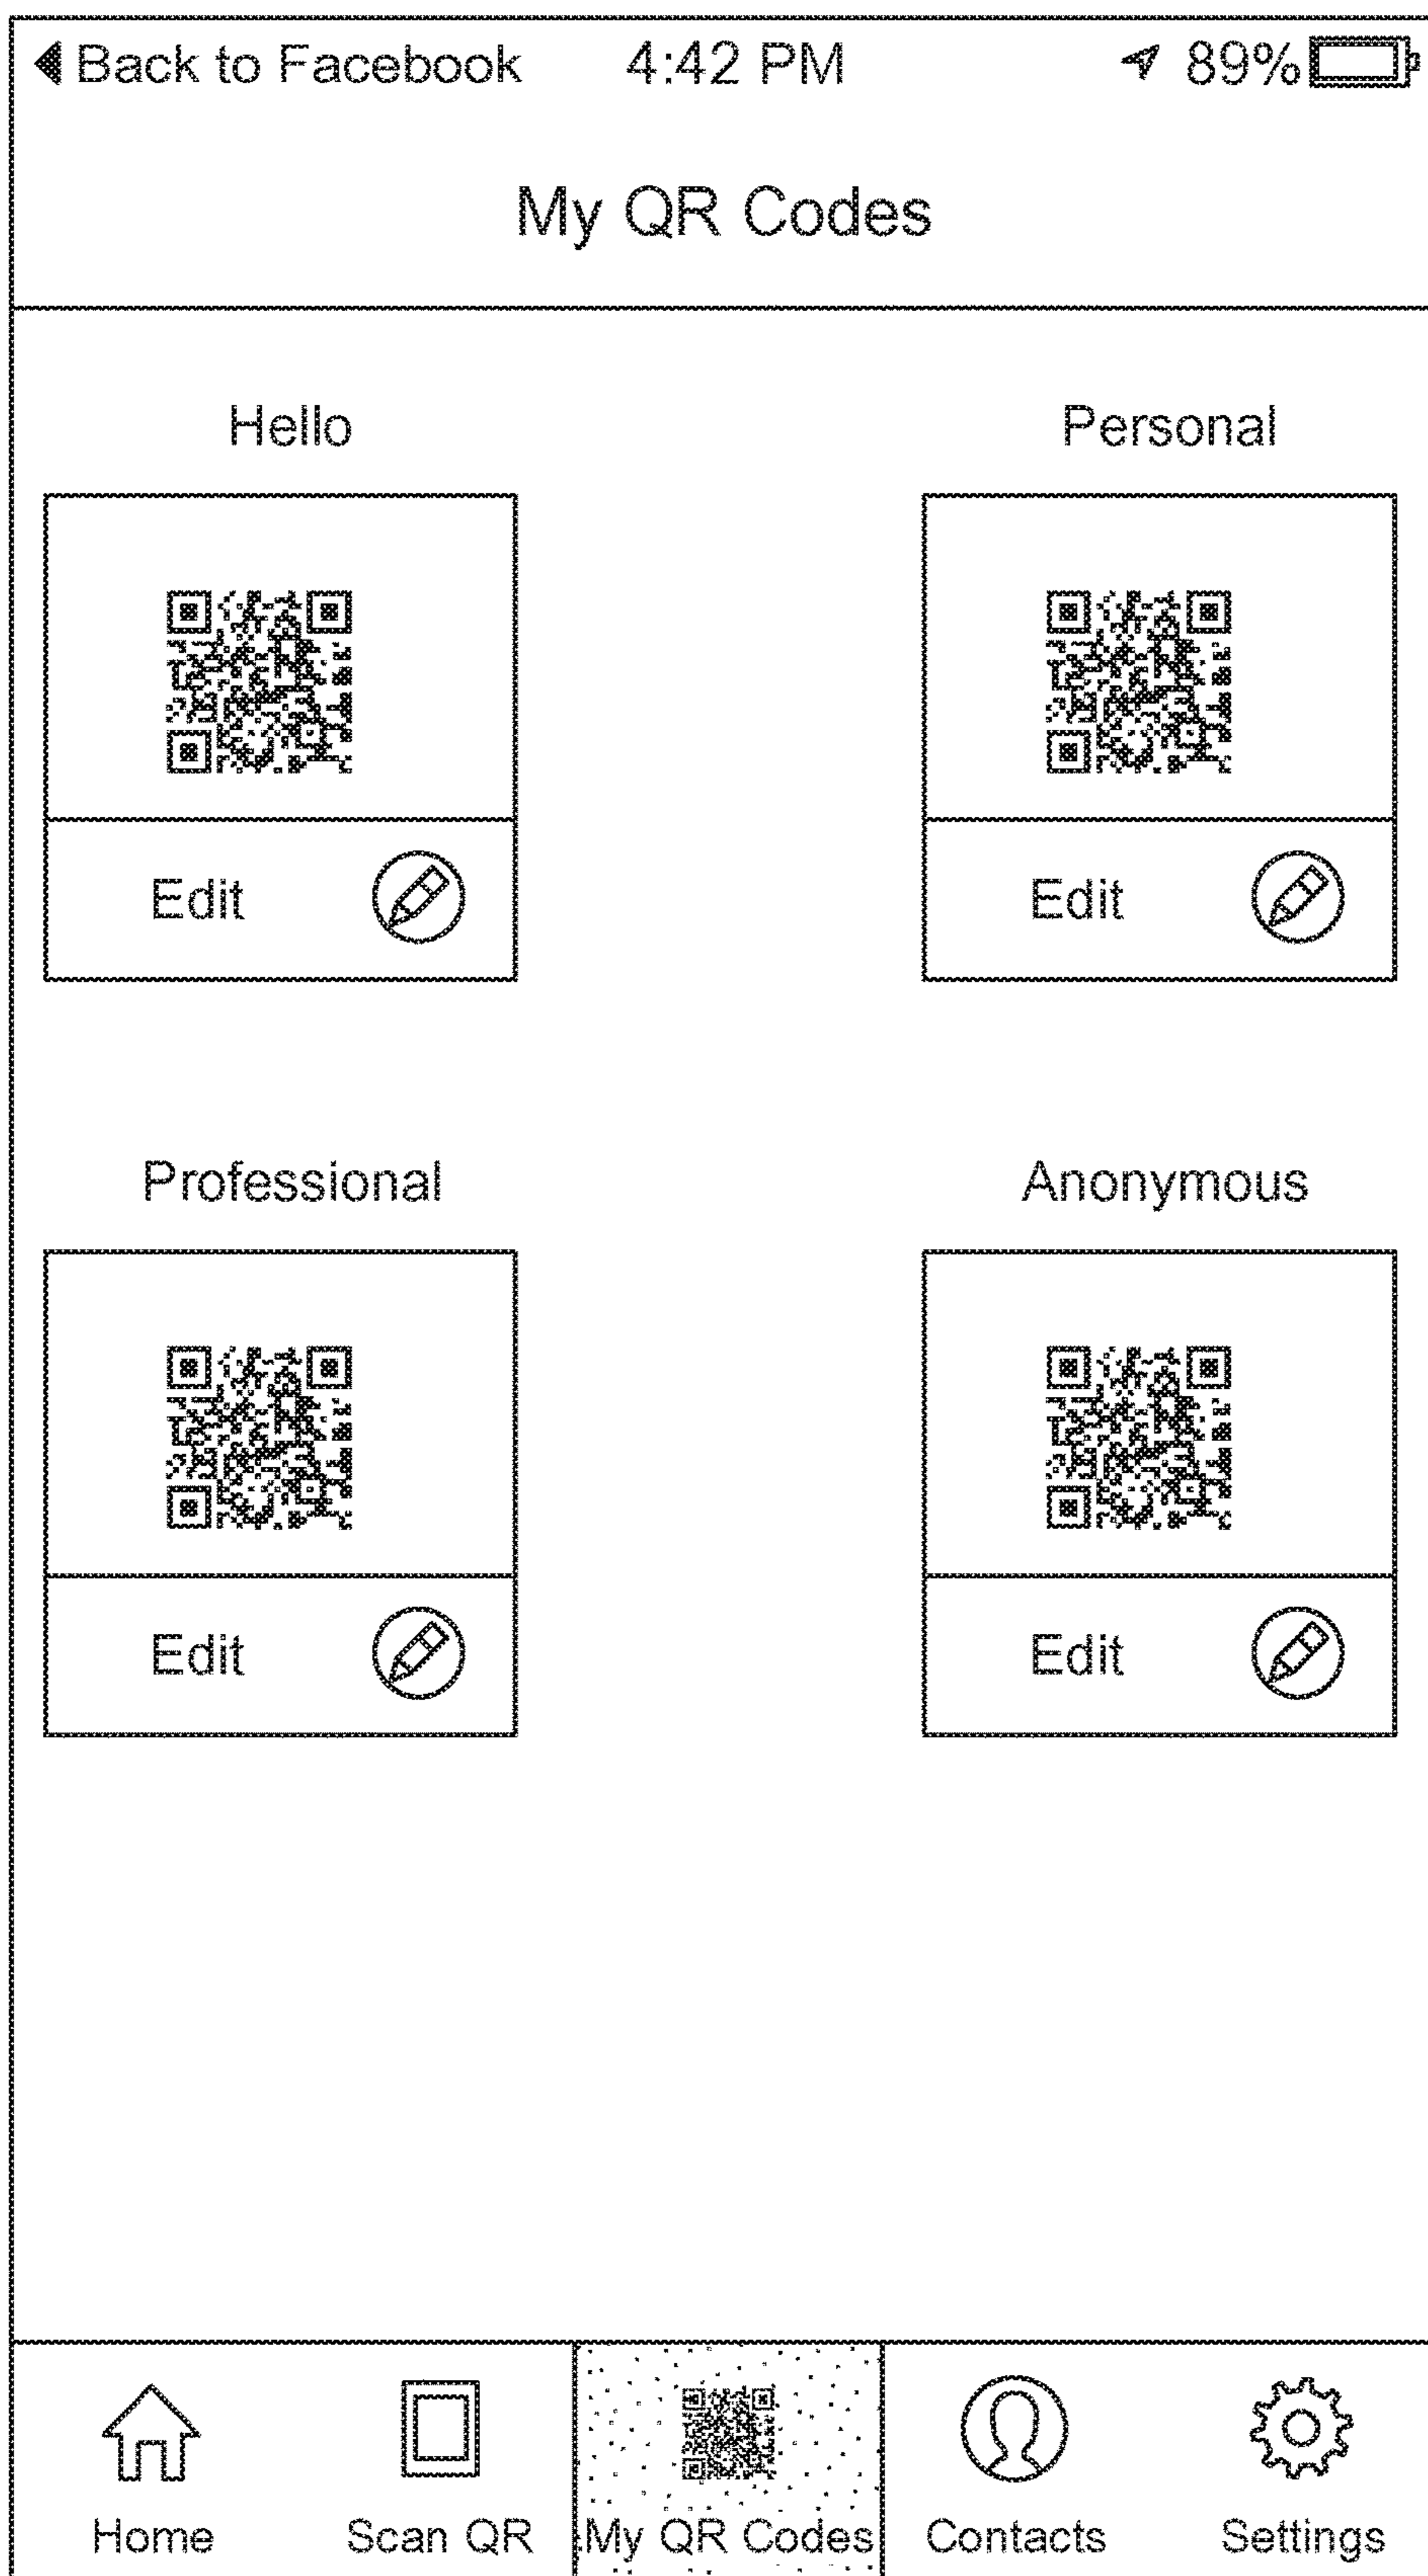 Back to Facebook 4:42 PM 89%
My QR Codes
Hello Personal
Edit Edit
Professional Anonymous
Edit Edit
Home Scan QR My QR Codes Contacts Settings